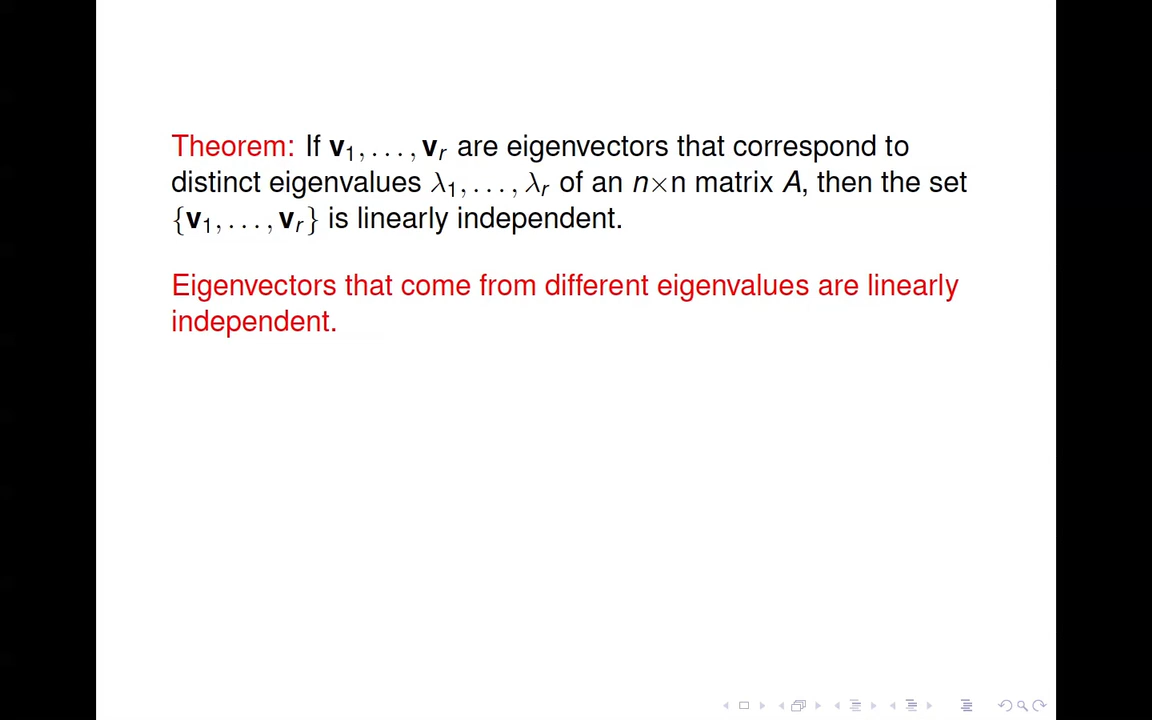 Theorem: If v₁, . . . , vᵣ are eigenvectors that correspond to
distinct eigenvalues λ₁, . . . , λᵣ of an n×n matrix A, then the set
{v₁, . . . , vᵣ} is linearly independent.
Eigenvectors that come from different eigenvalues are linearly
independent.